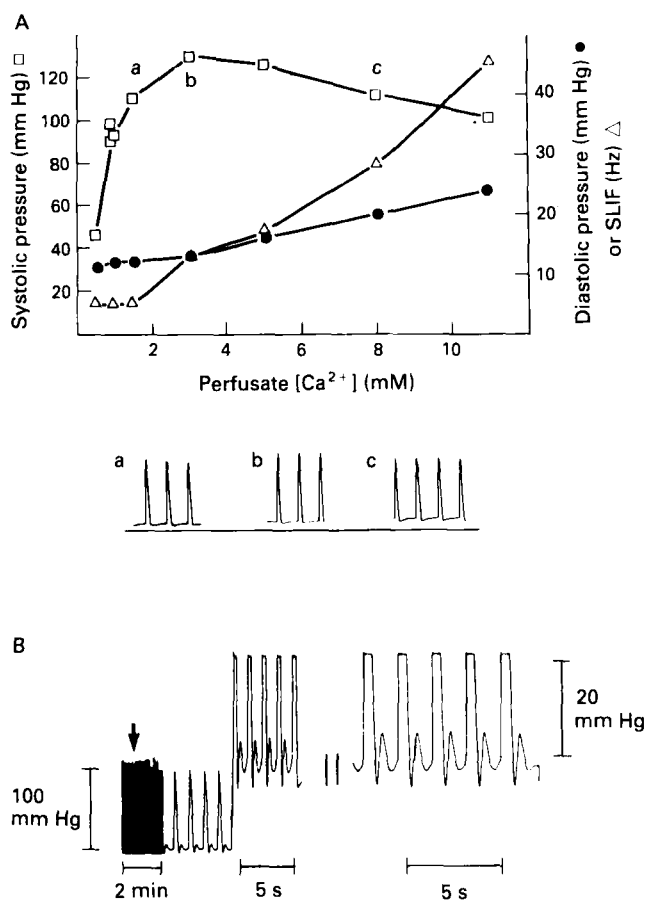 A
Systolic pressure (mm Hg) □
120
100
80
60
40
20
a
b
c
40
30
20
10
Diastolic pressure (mm Hg) ●
or SLIF (Hz) △
2 4 6 8 10
Perfusate [Ca²⁺] (mM)
a b c
B
100
mm Hg
20
mm Hg
2 min
5 s
5 s